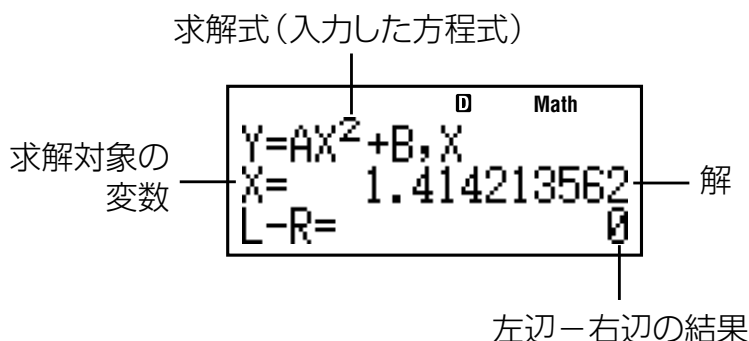 求解式（入力した方程式）
D Math
Y=AX²+B,X
求解対象の
変数
X= 1.414213562
解
L-R= 0
左辺－右辺の結果